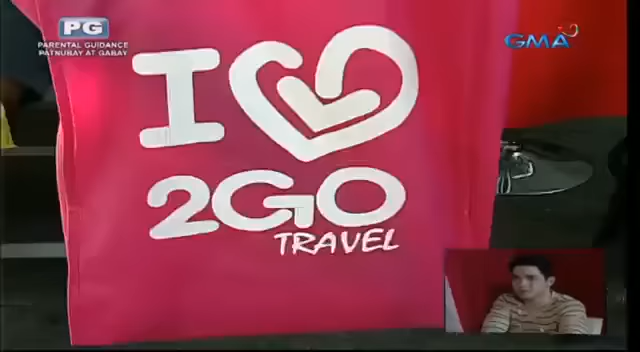 PG
PARENTAL GUIDANCE
PATNUBAY AT GABAY
GMA
I
2GO
TRAVEL